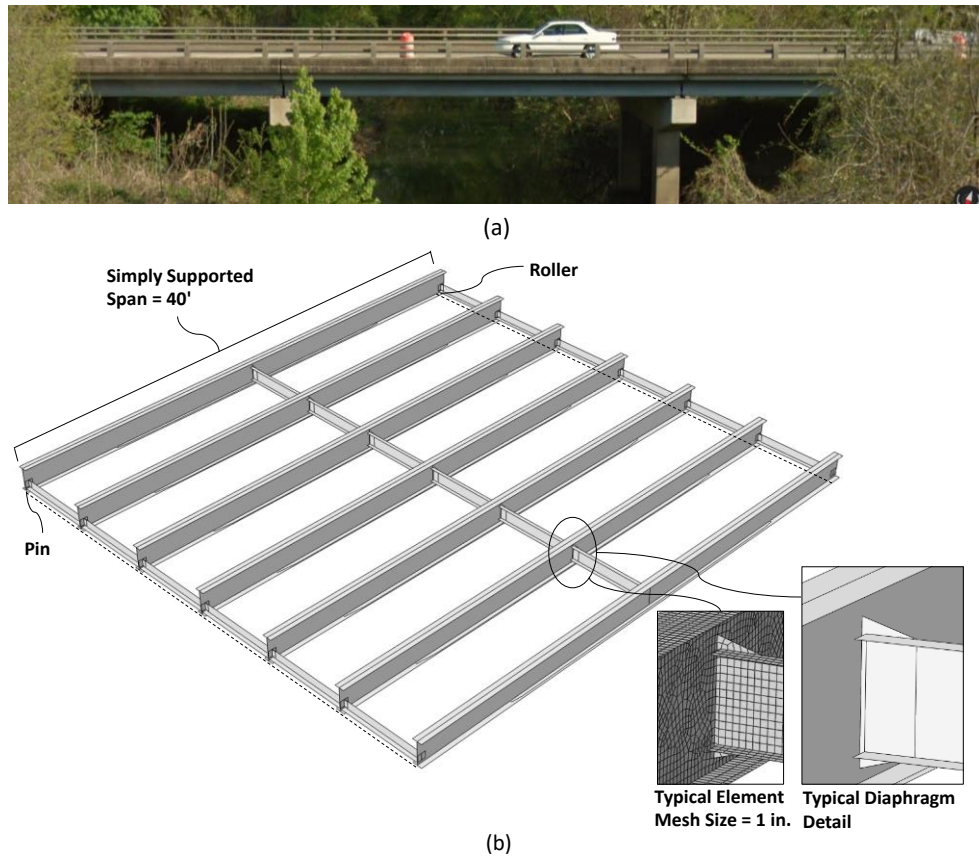 (a)
Simply Supported
Span = 40'
Roller
Pin
Typical Element
Mesh Size = 1 in.
Typical Diaphragm
Detail
(b)